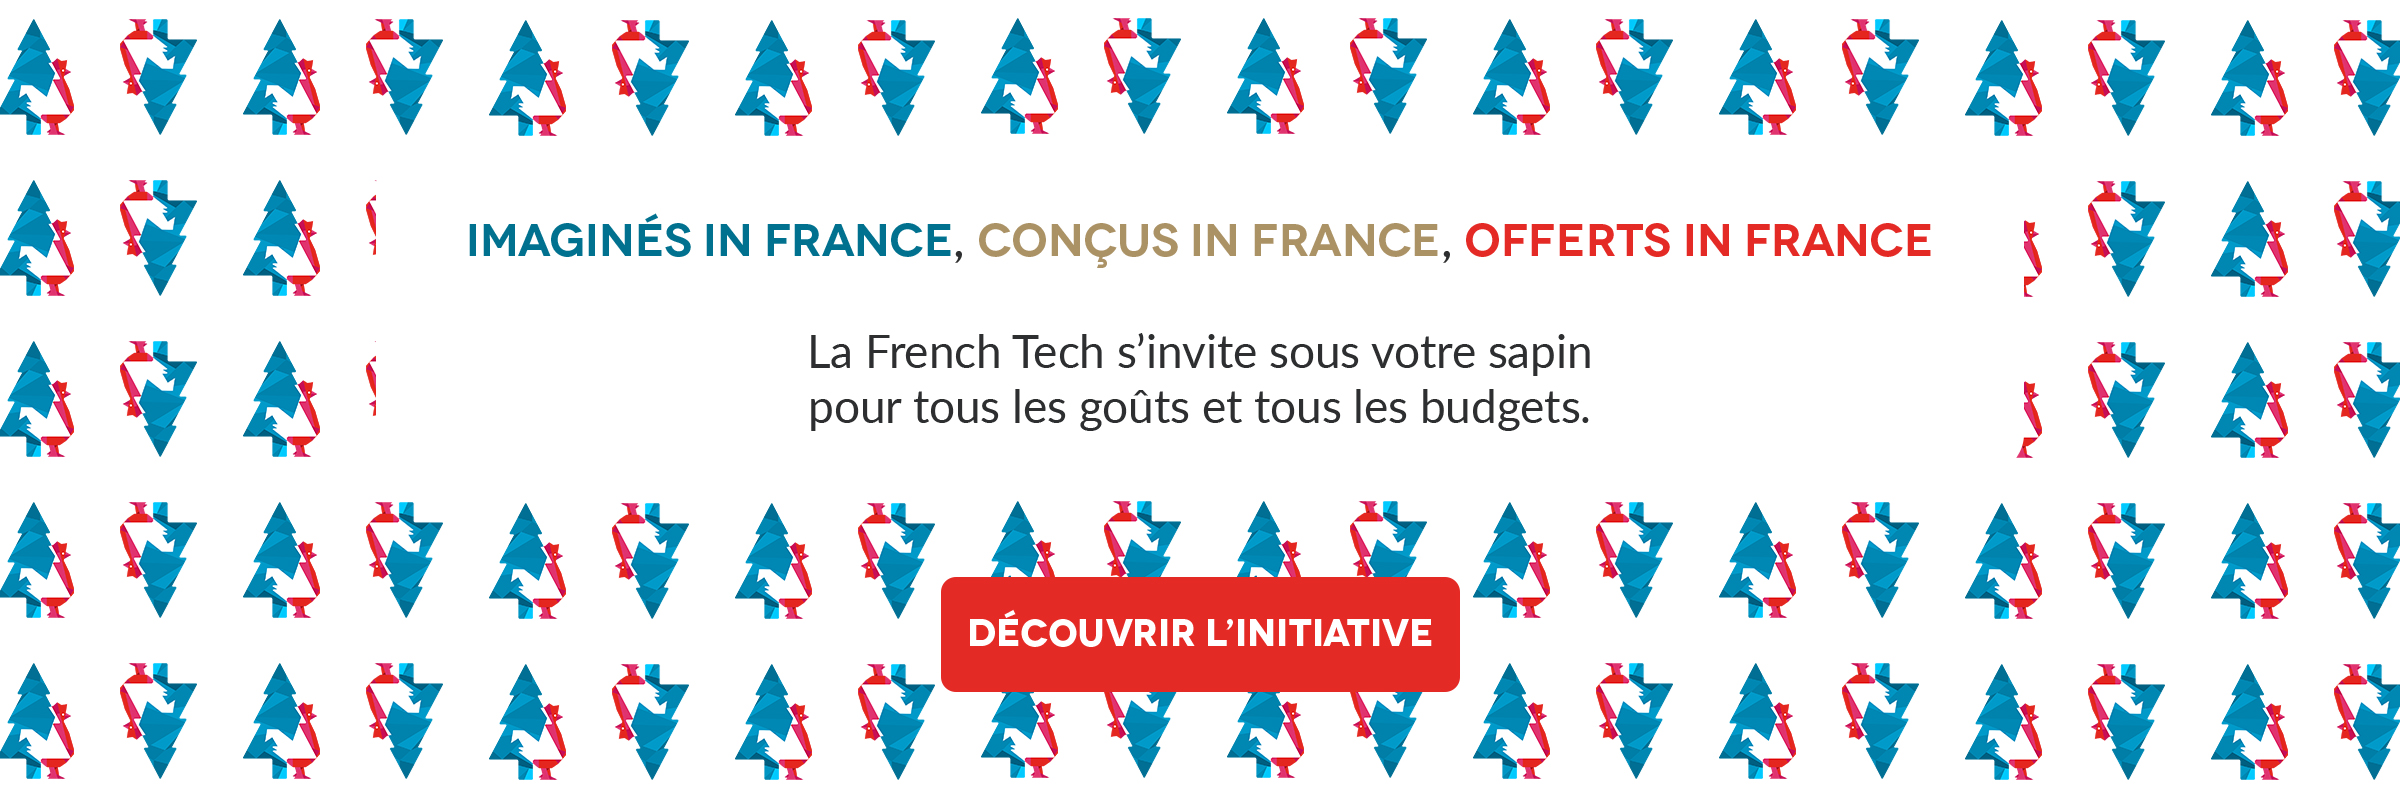 IMAGINÉS IN FRANCE, CONÇUS IN FRANCE, OFFERTS IN FRANCE
La French Tech s’invite sous votre sapin
pour tous les goûts et tous les budgets.
DÉCOUVRIR L’INITIATIVE